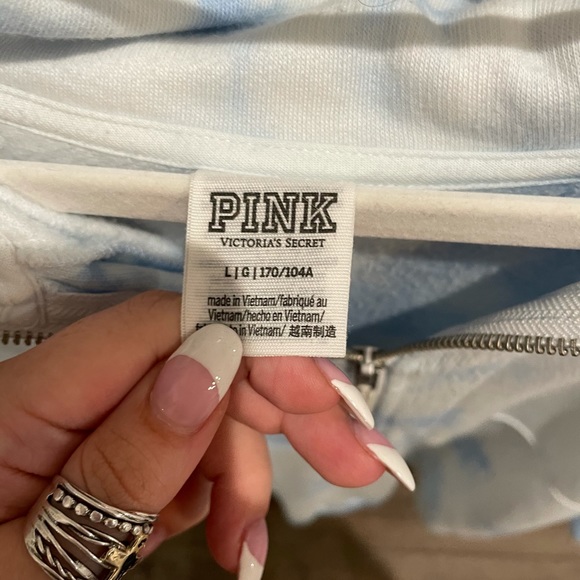 PINK
VICTORIA'S SECRET
L | G | 170/104A
made in Vietnam/fabriqué au
Vietnam/hecho en Vietnam/
in Vietnam/ 越南制造